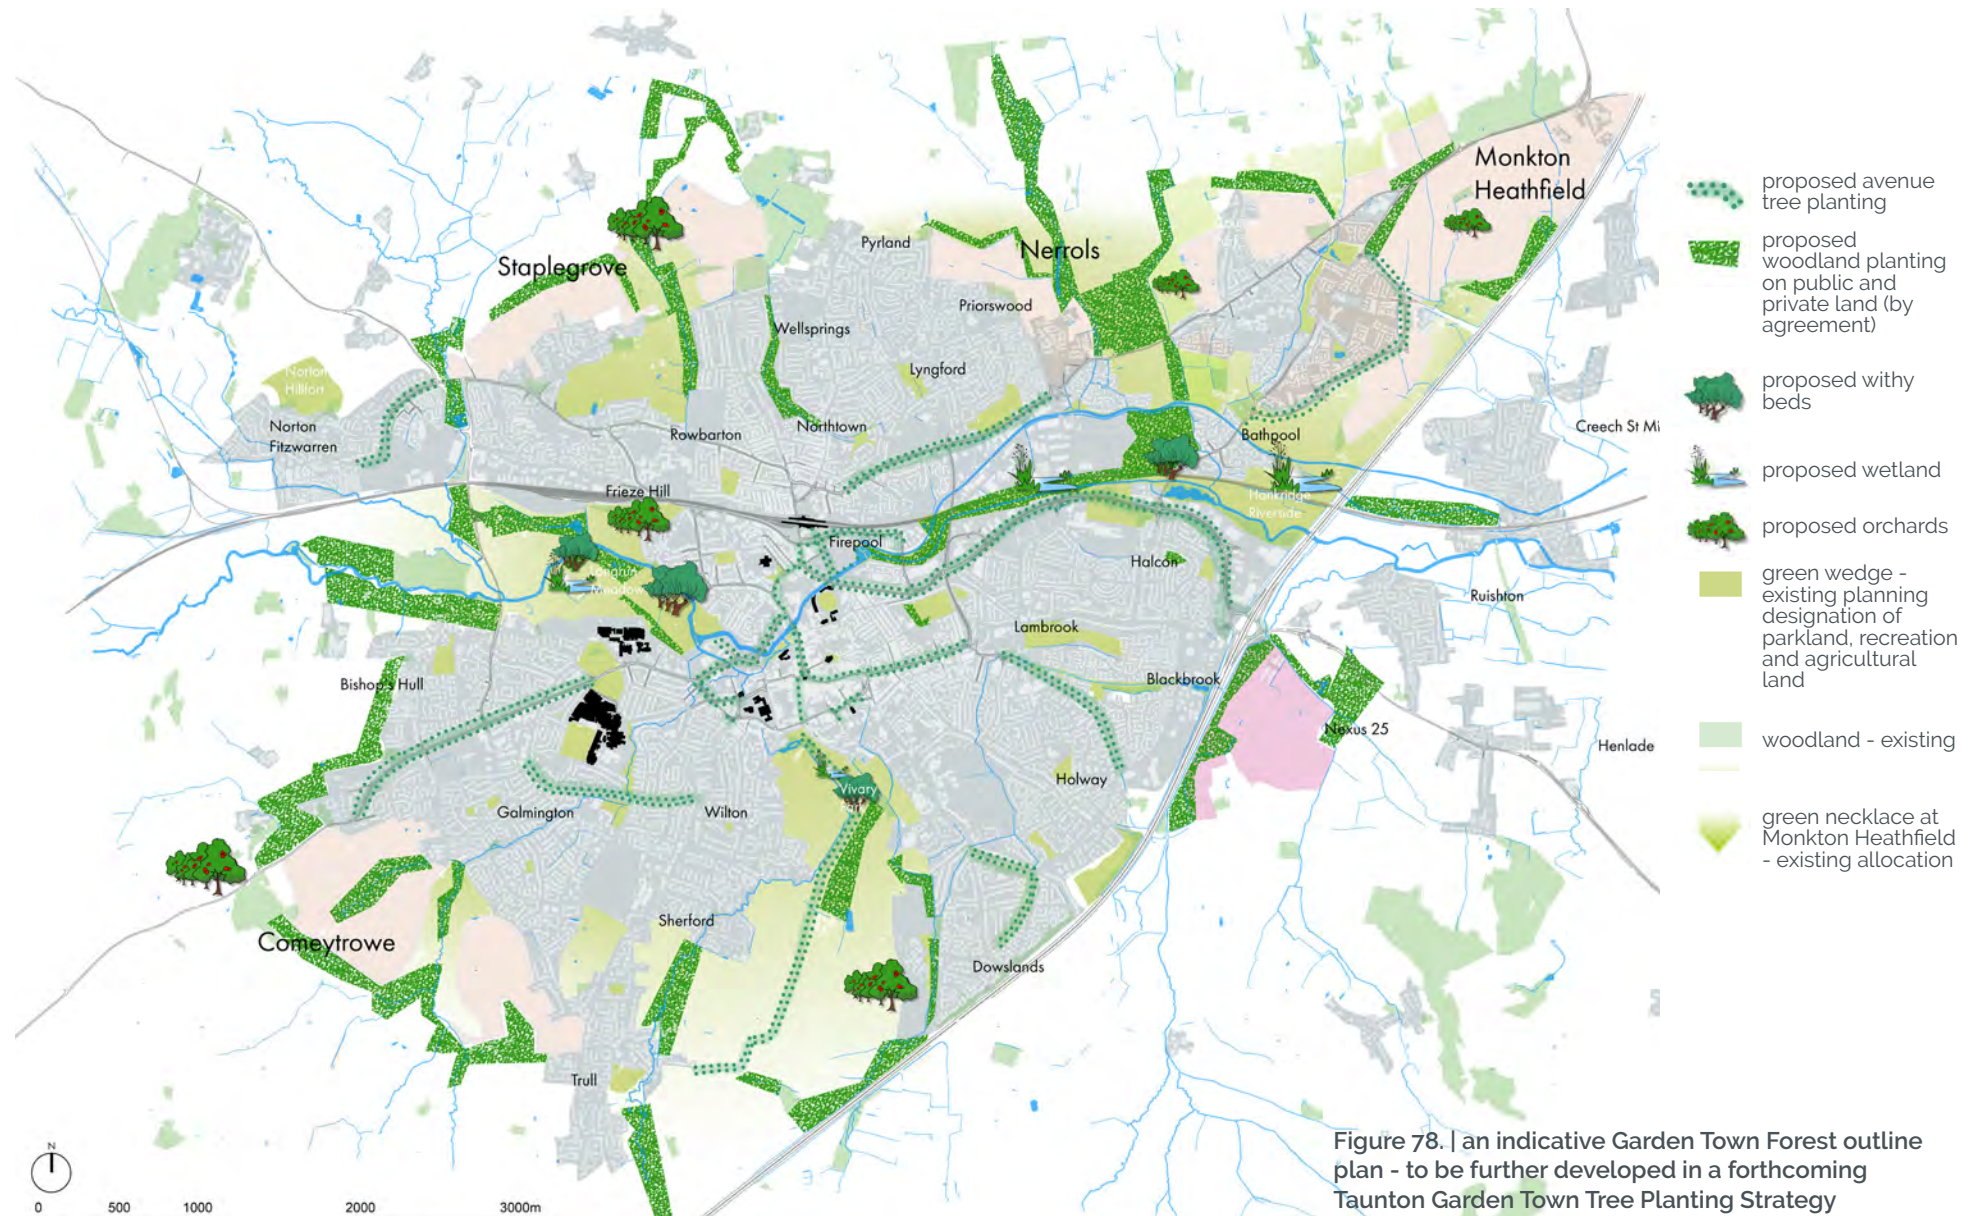 Monkton
Heathfield
Pyrland
Nerrols
Staplegrove
Priorswood
Wellsprings
Lyngford
Norton
Hillfort
Norton
Fitzwarren
Rowbarton
Northtown
Bathpool
Creech St Mi
Frieze Hill
Hankridge
Riverside
Firepool
Halcon
Longrun
Meadow
Ruishton
Lambrook
Bishop's Hull
Blackbrook
Nexus 25
Henlade
Holway
Vivary
Galmington
Wilton
Sherford
Comeytrowe
Dowslands
Trull
N
0 500 1000 2000 3000m
proposed avenue
tree planting
proposed
woodland planting
on public and
private land (by
agreement)
proposed withy
beds
proposed wetland
proposed orchards
green wedge -
existing planning
designation of
parkland, recreation
and agricultural
land
woodland - existing
green necklace at
Monkton Heathfield
- existing allocation
Figure 78. | an indicative Garden Town Forest outline
plan - to be further developed in a forthcoming
Taunton Garden Town Tree Planting Strategy